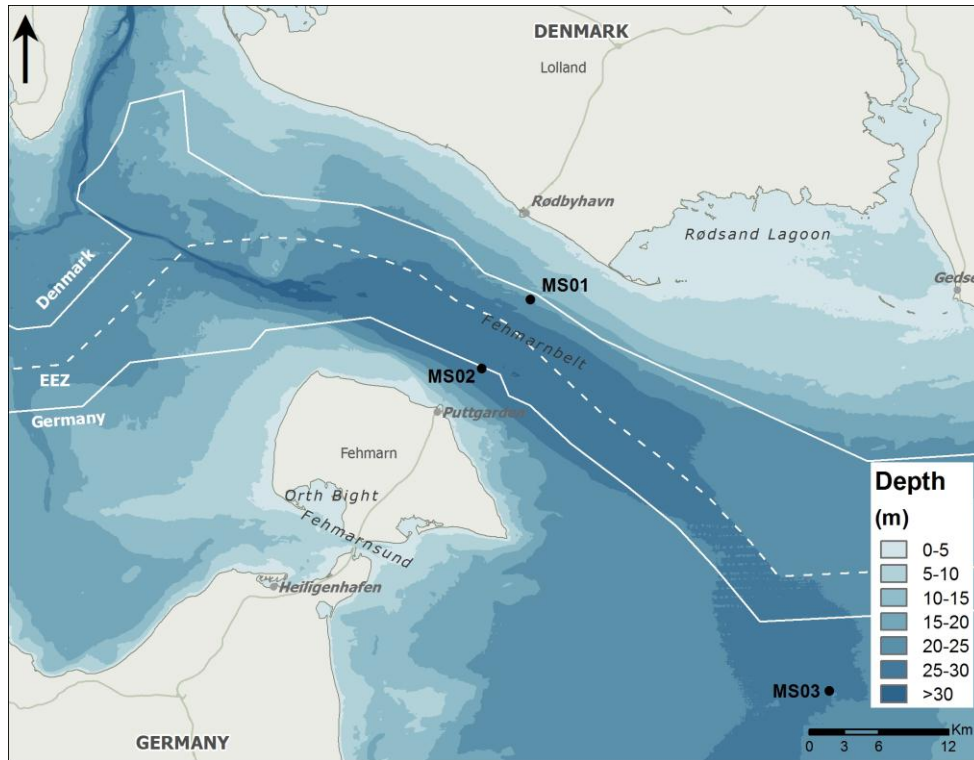 DENMARK
Lolland
Rødbyhavn
Rødsand Lagoon
Gedse
Denmark
MS01
Fehmarnbelt
EEZ
MS02
Germany
Puttgarden
Fehmarn
Orth Bight
Fehmarnsund
Heiligenhafen
MS03
GERMANY
Depth
(m)
0-5
5-10
10-15
15-20
20-25
25-30
>30
Km
0 3 6 12